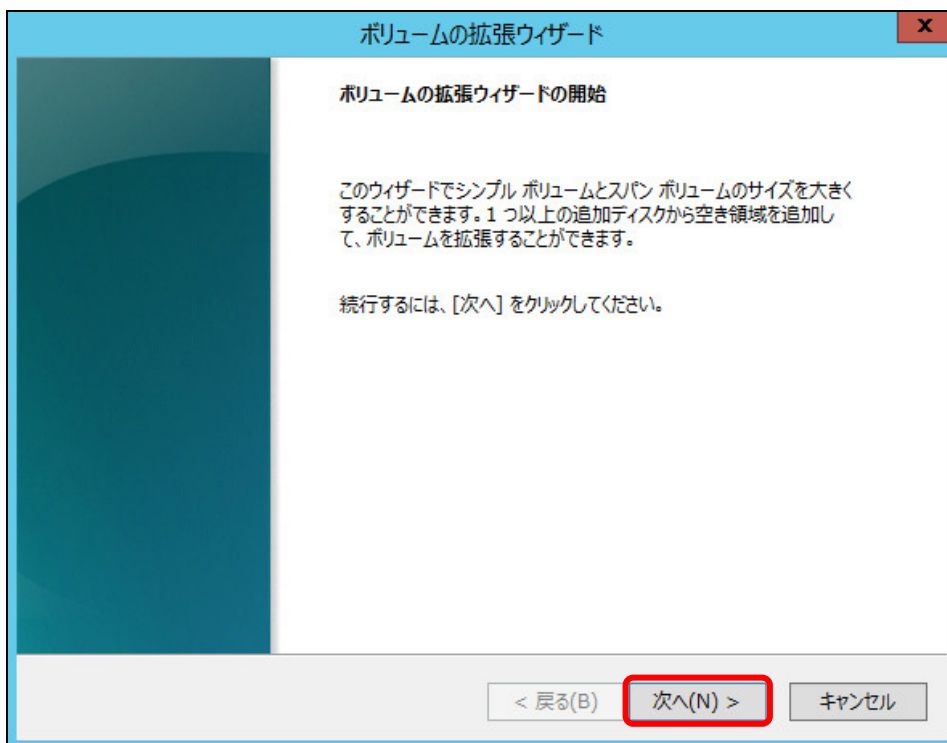 ボリュームの拡張ウィザード
x
ボリュームの拡張ウィザードの開始
このウィザードでシンプル ボリュームとスパン ボリュームのサイズを大きく
することができます。1 つ以上の追加ディスクから空き領域を追加し
て、ボリュームを拡張することができます。
続行するには、[次へ] をクリックしてください。
< 戻る(B) 次へ(N) > キャンセル